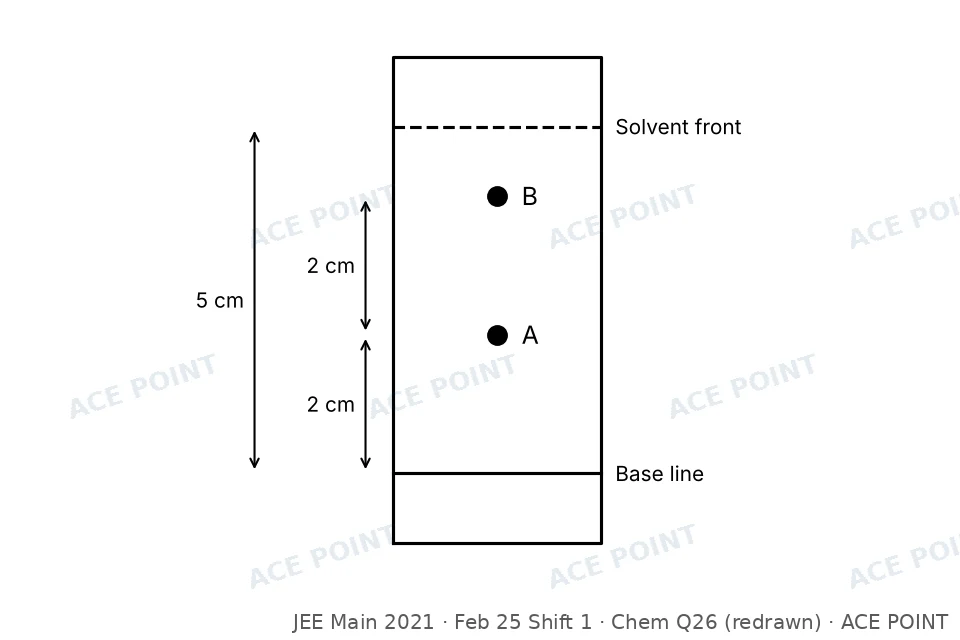 Solvent front
B
2 cm
5 cm
A
2 cm
Base line
ACE POINT
ACE POINT
ACE POINT
ACE POINT
ACE POINT
ACE POINT
ACE POINT
ACE POINT
JEE Main 2021 · Feb 25 Shift 1 · Chem Q26 (redrawn) · ACE POINT